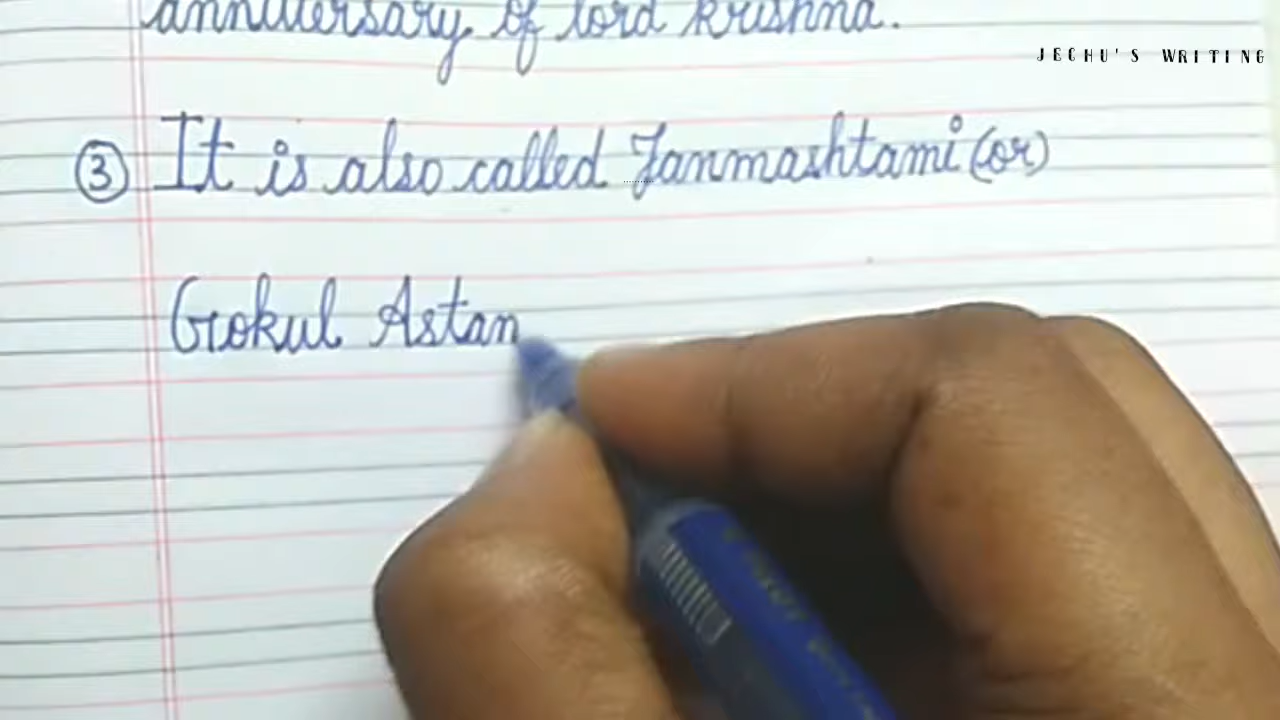 anniversary of lord krishna.
JECHU'S WRITING
③ It is also called Janmashtami (or)
Gokul Astan